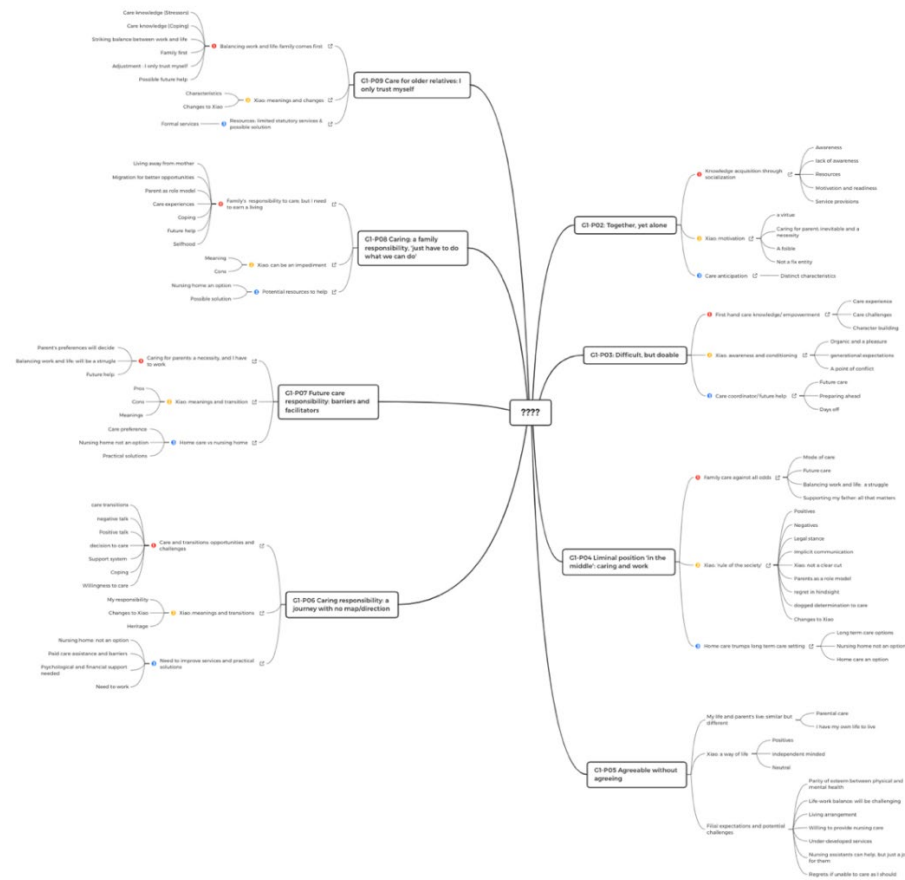 Care knowledge (Stressors)
Care knowledge (Coping)
Striking balance between work and life
Family first
Adjustment - I only trust myself
Possible future help
Balancing work and life: family comes first
Characteristics
Changes to Xiao
Xiao: meanings and changes
Formal services
Resources: limited statutory services &
possible solution
G1-P09 Care for older relatives: I
only trust myself
Living away from mother
Migration for better opportunities
Parent as role model
Care experiences
Coping
Future help
Selfhood
Family's responsibility to care, but I need
to earn a living
Meaning
Cons
Xiao: can be an impediment
Nursing home an option
Possible solution
Potential resources to help
G1-P08 Caring: a family
responsibility, 'just have to do
what we can do'
Parent's preferences will decide
Balancing work and life: will be a strugle
Future help
Caring for parents: a necessity, and I have
to work
Pros
Cons
Meanings
Xiao: meanings and transition
Care preference
Nursing home not an option
Practical solutions
Home care vs nursing home
G1-P07 Future care
responsibility: barriers and
facilitators
care transitions
negative talk
Positive talk
decision to care
Support system
Coping
Willingness to care
Care and transitions: opportunities and
challenges
My responsibility
Changes to Xiao
Heritage
Xiao: meanings and transitions
Nursing home: not an option
Paid care assistance and barriers
Psychological and financial support
needed
Need to work
Need to improve services and practical
solutions
G1-P06 Caring responsibility: a
journey with no map/direction
????
G1-P02: Together, yet alone
Knowledge acquisition through
socialization
Awareness
lack of awareness
Resources
Motivation and readiness
Service provisions
Xiao: motivation
a virtue
Caring for parent: inevitable and a
necessity
A foible
Not a fix entity
Care anticipation
Distinct characteristics
G1-P03: Difficult, but doable
First hand care knowledge/ empowerment
Care experience
Care challenges
Character building
Xiao: awareness and conditioning
Organic and a pleasure
generational expectations
A point of conflict
Care coordinator/ future help
Future care
Preparing ahead
Days off
G1-P04 Liminal position 'in the
middle': caring and work
Family care against all odds
Mode of care
Future care
Balancing work and life: a struggle
Supporting my father: all that matters
Xiao: 'rule of the society'
Positives
Negatives
Legal stance
Implicit communication
Xiao: not a clear cut
Parents as a role model
regret in hindsight
dogged determination to care
Changes to Xiao
Home care trumps long term care setting
Long term care options
Nursing home not an option
Home care an option
G1-P05 Agreeable without
agreeing
My life and parent's live: similar but
different
Parental care
I have my own life to live
Xiao: a way of life
Positives
independent minded
Neutral
Filial expectations and potential
challenges
Parity of esteem between physical and
mental health
Life-work balance: will be challenging
Living arrangement
Willing to provide nursing care
Under-developed services
Nursing assistants can help, but just a j
for them
Regrets if unable to care as I should